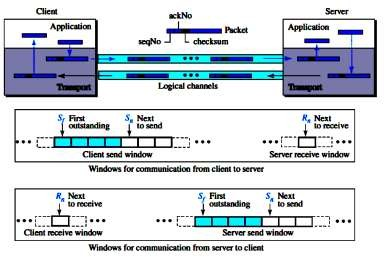 Client
Server
ackNo
Application
Packet
Application
seqNo
checksum
Transport
Logical channels
Transport
Sf First outstanding
Sn Next to send
Rn Next to receive
Client send window
Server receive window
Windows for communication from client to server
Rn Next to receive
Sf First outstanding
Sn Next to send
Client receive window
Server send window
Windows for communication from server to client